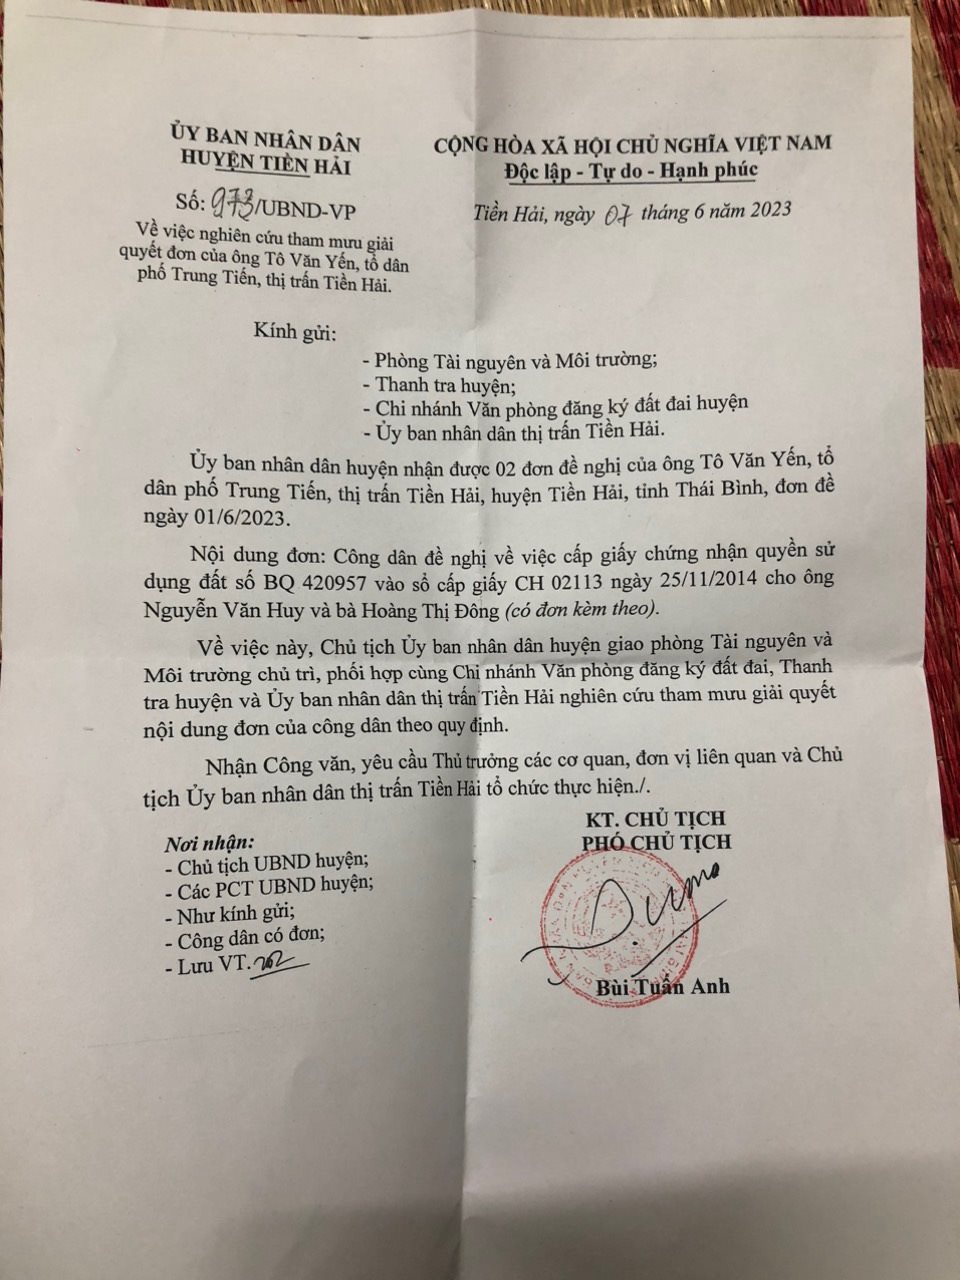 ỦY BAN NHÂN DÂN
HUYỆN TIỀN HẢI
CỘNG HÒA XÃ HỘI CHỦ NGHĨA VIỆT NAM
Độc lập - Tự do - Hạnh phúc
Số: 973/UBND-VP
Tiền Hải, ngày 07 tháng 6 năm 2023
Về việc nghiên cứu tham mưu giải
quyết đơn của ông Tô Văn Yến, tổ dân
phố Trung Tiến, thị trấn Tiền Hải.
Kính gửi:
- Phòng Tài nguyên và Môi trường;
- Thanh tra huyện;
- Chi nhánh Văn phòng đăng ký đất đai huyện
- Ủy ban nhân dân thị trấn Tiền Hải.
Ủy ban nhân dân huyện nhận được 02 đơn đề nghị của ông Tô Văn Yến, tổ
dân phố Trung Tiến, thị trấn Tiền Hải, huyện Tiền Hải, tỉnh Thái Bình, đơn đề
ngày 01/6/2023.
Nội dung đơn: Công dân đề nghị về việc cấp giấy chứng nhận quyền sử
dụng đất số BQ 420957 vào sổ cấp giấy CH 02113 ngày 25/11/2014 cho ông
Nguyễn Văn Huy và bà Hoàng Thị Đông (có đơn kèm theo).
Về việc này, Chủ tịch Ủy ban nhân dân huyện giao phòng Tài nguyên và
Môi trường chủ trì, phối hợp cùng Chi nhánh Văn phòng đăng ký đất đai, Thanh
tra huyện và Ủy ban nhân dân thị trấn Tiền Hải nghiên cứu tham mưu giải quyết
nội dung đơn của công dân theo quy định.
Nhận Công văn, yêu cầu Thủ trưởng các cơ quan, đơn vị liên quan và Chủ
tịch Ủy ban nhân dân thị trấn Tiền Hải tổ chức thực hiện./.
Nơi nhận:
- Chủ tịch UBND huyện;
- Các PCT UBND huyện;
- Như kính gửi;
- Công dân có đơn;
- Lưu VT.
KT. CHỦ TỊCH
PHÓ CHỦ TỊCH
Bùi Tuấn Anh